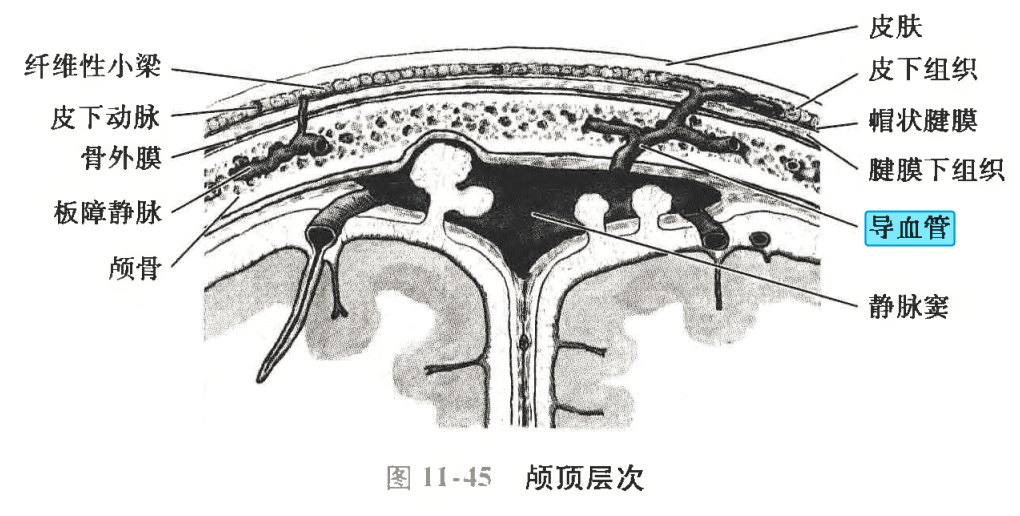 纤维性小梁
皮下动脉
骨外膜
板障静脉
颅骨
皮肤
皮下组织
帽状腱膜
腱膜下组织
导血管
静脉窦
图 11-45 颅顶层次